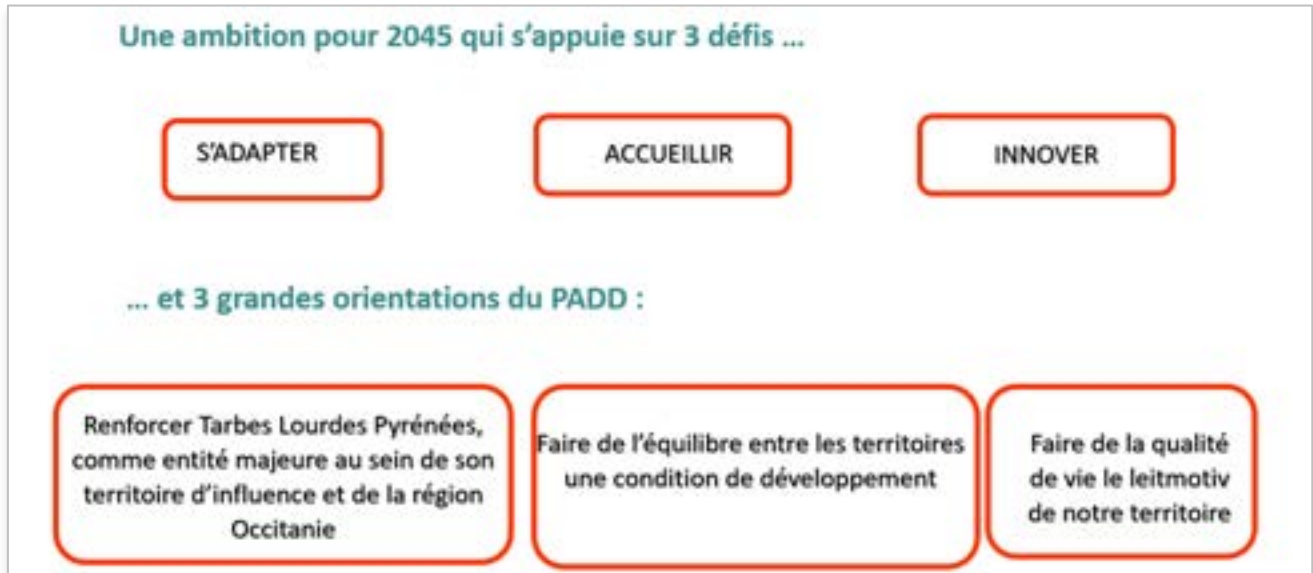 Une ambition pour 2045 qui s’appuie sur 3 défis ...
S’ADAPTER
ACCUEILLIR
INNOVER
... et 3 grandes orientations du PADD :
Renforcer Tarbes Lourdes Pyrénées,
comme entité majeure au sein de son
territoire d’influence et de la région
Occitanie
Faire de l’équilibre entre les territoires
une condition de développement
Faire de la qualité
de vie le leitmotiv
de notre territoire